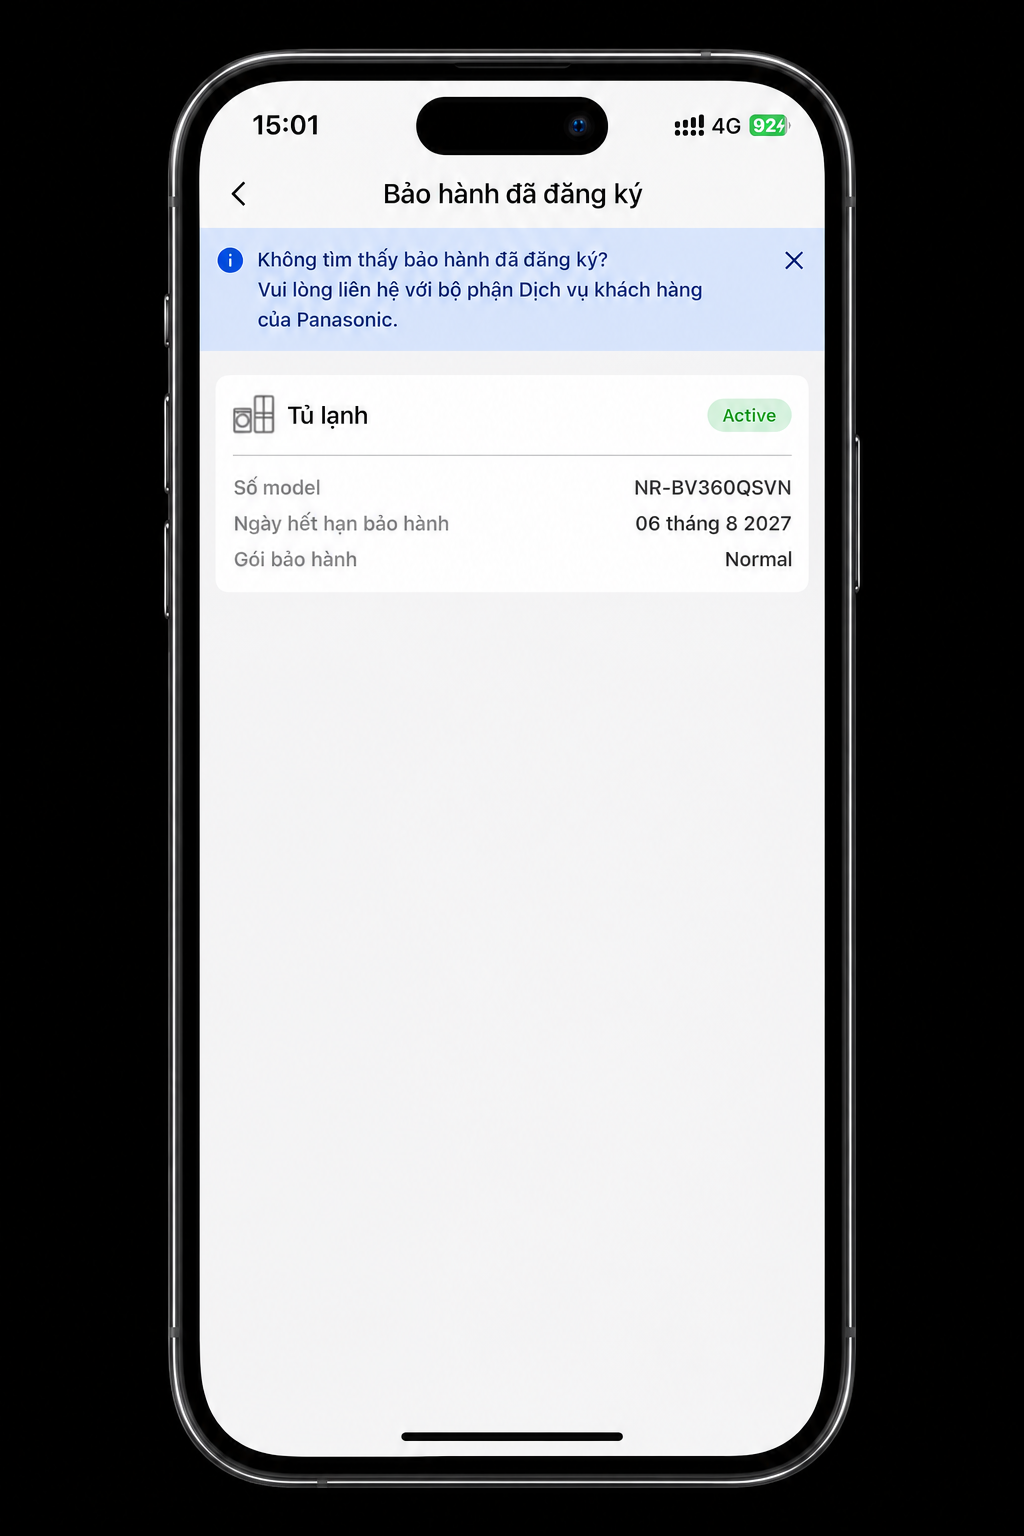 15:01
4G 92
Bảo hành đã đăng ký
Không tìm thấy bảo hành đã đăng ký?
Vui lòng liên hệ với bộ phận Dịch vụ khách hàng
của Panasonic.
Tủ lạnh
Active
Số model NR-BV360QSVN
Ngày hết hạn bảo hành 06 tháng 8 2027
Gói bảo hành Normal